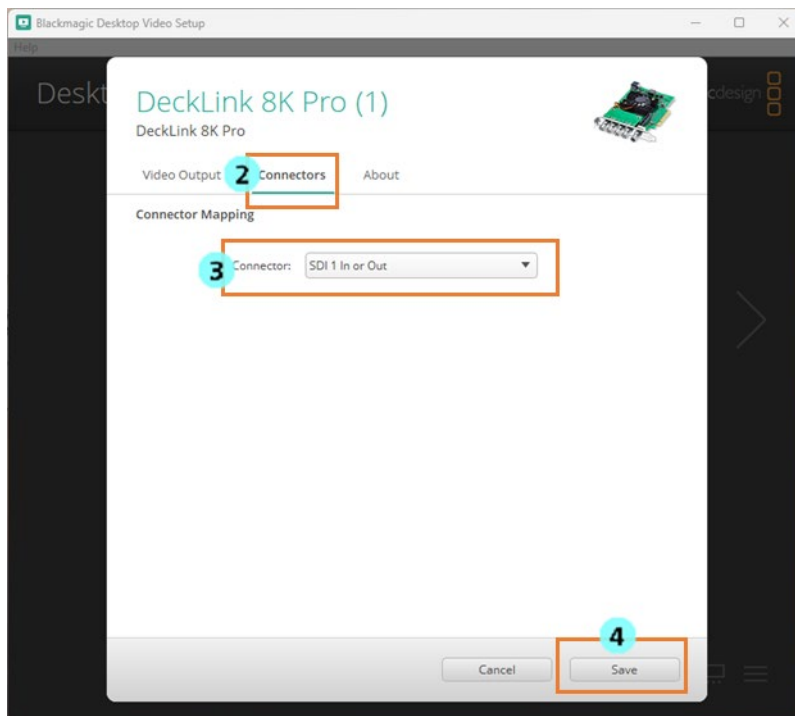 Blackmagic Desktop Video Setup
Help
Deskt
cdesign
DeckLink 8K Pro (1)
DeckLink 8K Pro
Video Output 2 Connectors About
Connector Mapping
3 Connector: SDI 1 In or Out
4
Cancel Save